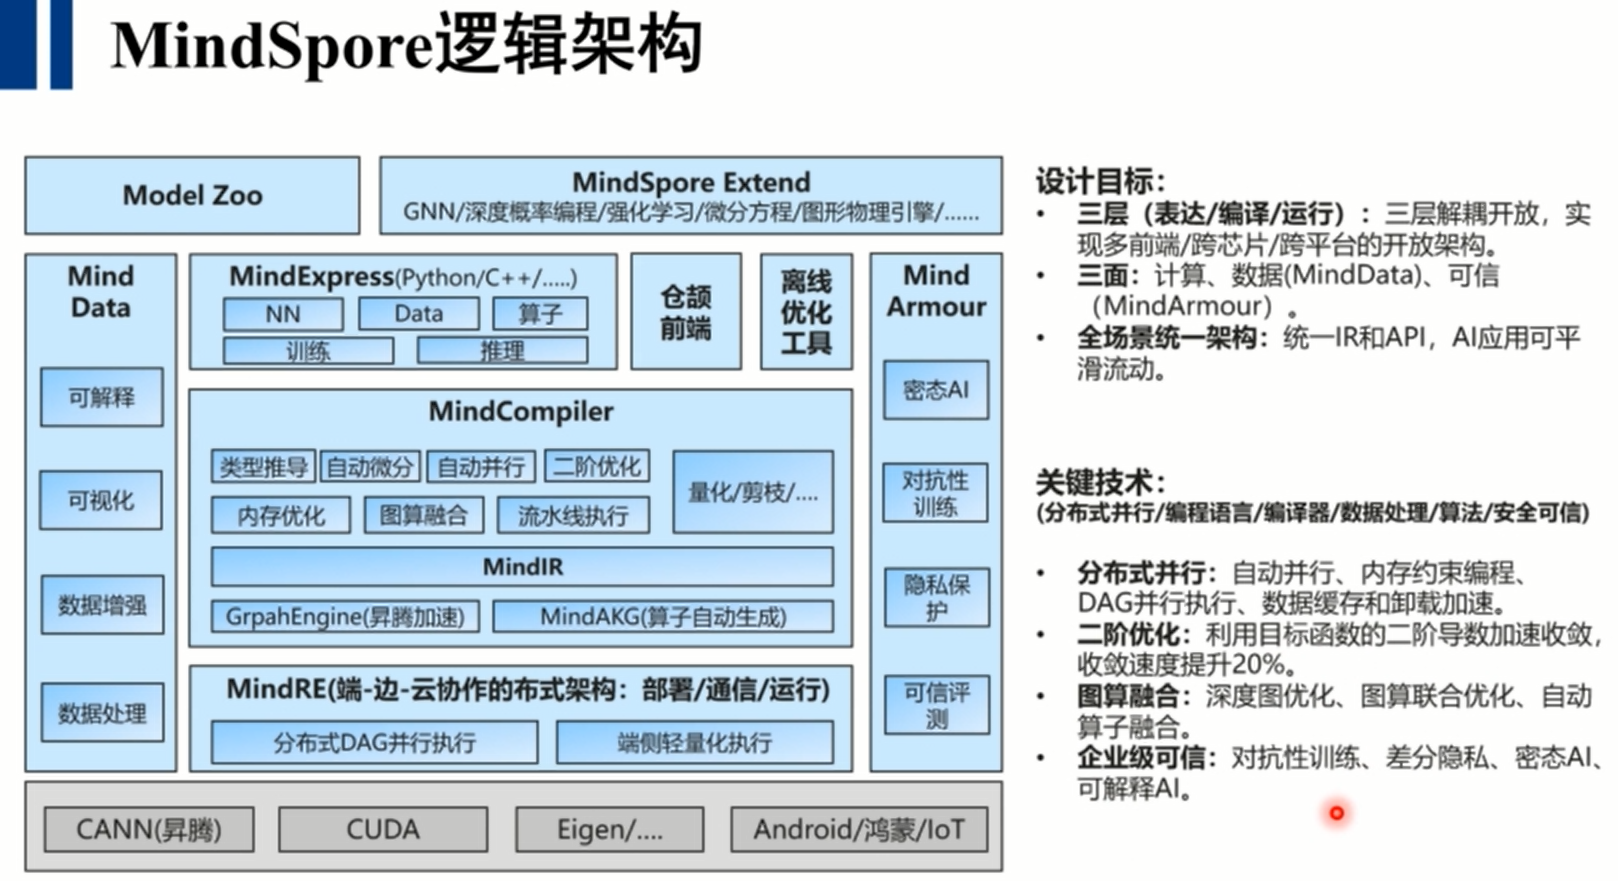 MindSpore逻辑架构
Model Zoo
MindSpore Extend
GNN/深度概率编程/强化学习/微分方程/图形物理引擎/......
Mind
Data
可解释
可视化
数据增强
数据处理
MindExpress(Python/C++/.....)
NN
Data
算子
训练
推理
仓颉
前端
离线
优化
工具
MindCompiler
类型推导
自动微分
自动并行
二阶优化
内存优化
图算融合
流水线执行
量化/剪枝/....
MindIR
GrpahEngine(昇腾加速)
MindAKG(算子自动生成)
MindRE(端-边-云协作的布式架构：部署/通信/运行)
分布式DAG并行执行
端侧轻量化执行
Mind
Armour
密态AI
对抗性
训练
隐私保
护
可信评
测
CANN(昇腾)
CUDA
Eigen/....
Android/鸿蒙/IoT
设计目标：
• 三层（表达/编译/运行）：三层解耦开放，实
现多前端/跨芯片/跨平台的开放架构。
• 三面：计算、数据(MindData)、可信
（MindArmour）。
• 全场景统一架构：统一IR和API，AI应用可平
滑流动。
关键技术：
(分布式并行/编程语言/编译器/数据处理/算法/安全可信)
• 分布式并行：自动并行、内存约束编程、
DAG并行执行、数据缓存和卸载加速。
• 二阶优化：利用目标函数的二阶导数加速收敛，
收敛速度提升20%。
• 图算融合：深度图优化、图算联合优化、自动
算子融合。
• 企业级可信：对抗性训练、差分隐私、密态AI、
可解释AI。